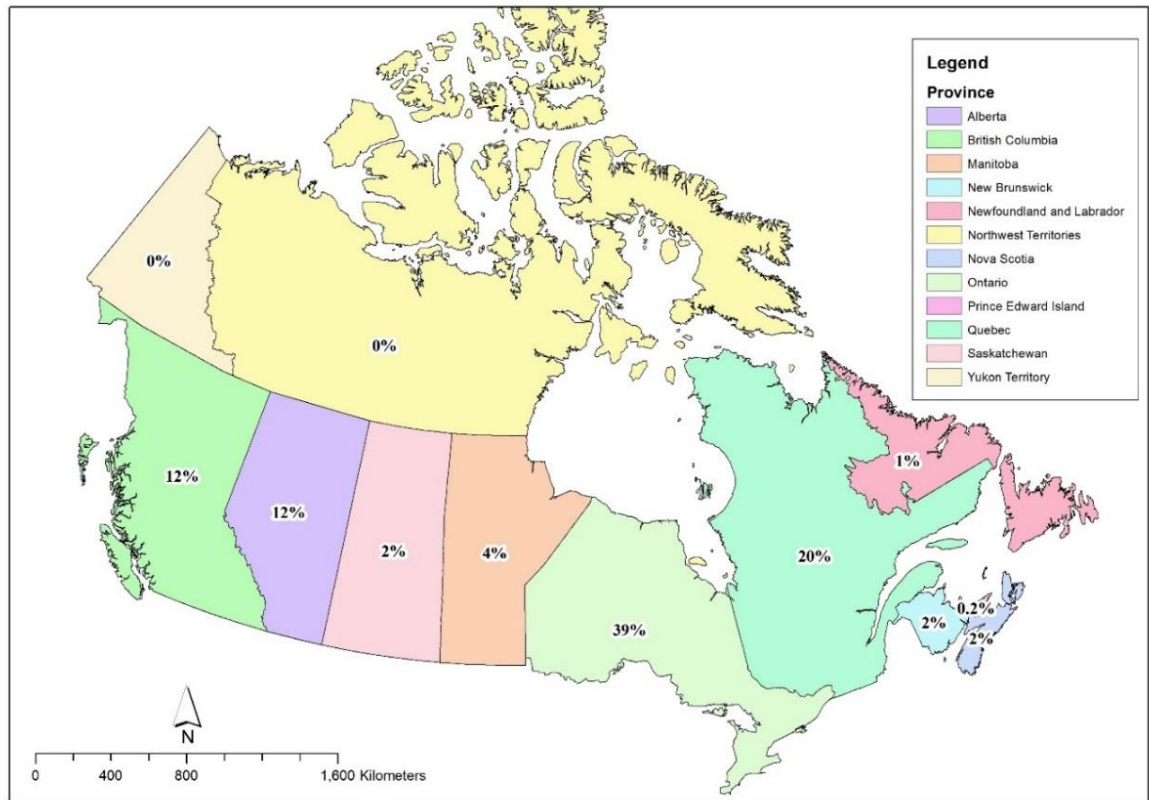 Legend
Province
Alberta
British Columbia
Manitoba
New Brunswick
Newfoundland and Labrador
Northwest Territories
Nova Scotia
Ontario
Prince Edward Island
Quebec
Saskatchewan
Yukon Territory
0%
0%
12%
12%
2%
4%
39%
20%
1%
2%
0.2%
2%
N
0 400 800 1,600 Kilometers